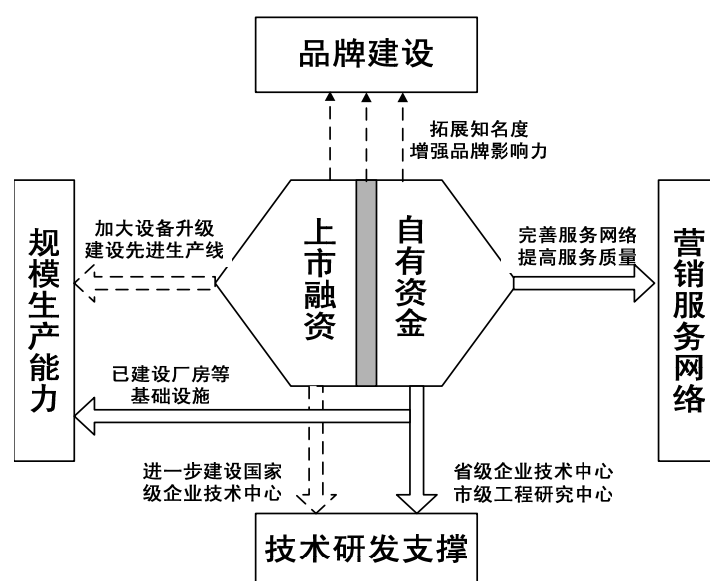 品牌建设
拓展知名度
增强品牌影响力
规模生产能力
加大设备升级
建设先进生产线
上市融资
自有资金
完善服务网络
提高服务质量
营销服务网络
已建设厂房等
基础设施
进一步建设国家
级企业技术中心
省级企业技术中心
市级工程研究中心
技术研发支撑